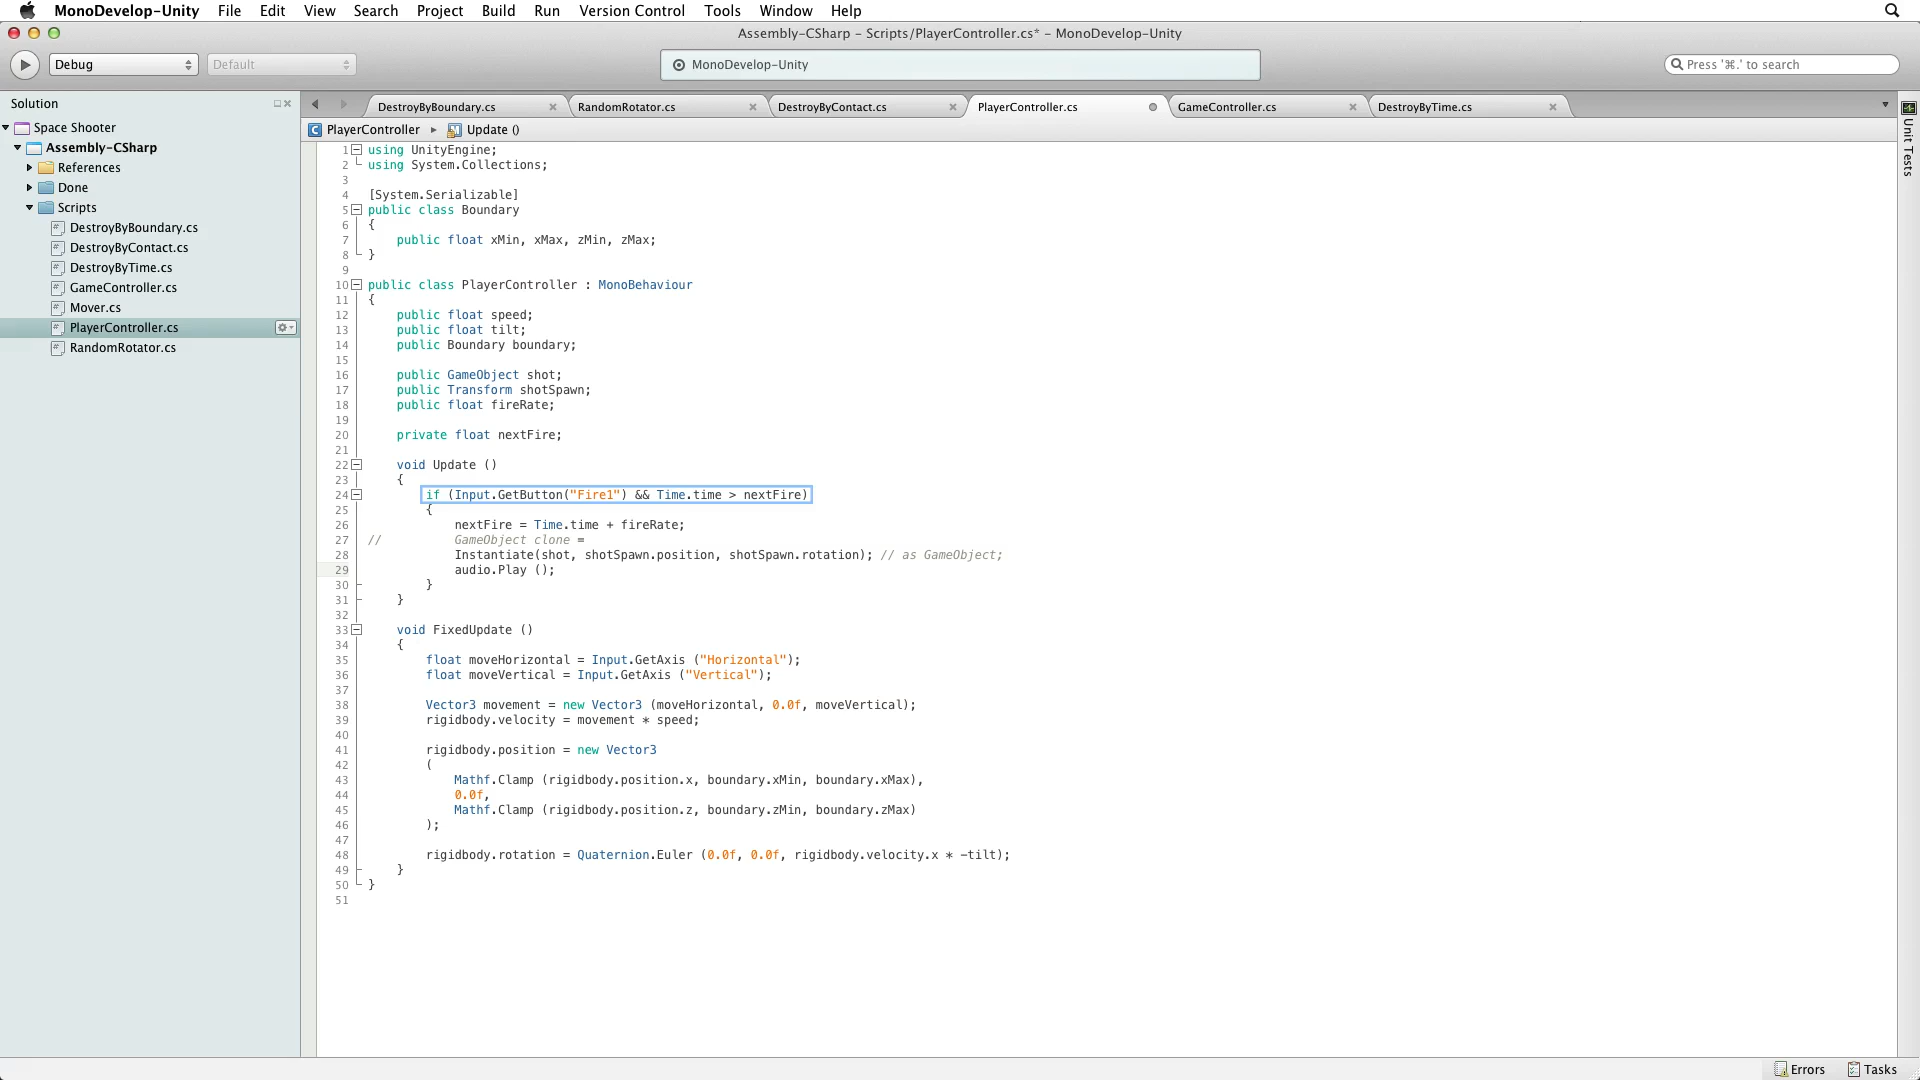 MonoDevelop-Unity File Edit View Search Project Build Run Version Control Tools Window Help
Assembly-CSharp – Scripts/PlayerController.cs* – MonoDevelop-Unity
Debug Default MonoDevelop-Unity Press '⌘.' to search
Solution
Space Shooter
Assembly-CSharp
References
Done
Scripts
DestroyByBoundary.cs
DestroyByContact.cs
DestroyByTime.cs
GameController.cs
Mover.cs
PlayerController.cs
RandomRotator.cs
DestroyByBoundary.cs RandomRotator.cs DestroyByContact.cs PlayerController.cs GameController.cs DestroyByTime.cs
PlayerController Update ()
1 using UnityEngine;
2 using System.Collections;
3
4 [System.Serializable]
5 public class Boundary
6 {
7 public float xMin, xMax, zMin, zMax;
8 }
9
10 public class PlayerController : MonoBehaviour
11 {
12 public float speed;
13 public float tilt;
14 public Boundary boundary;
15
16 public GameObject shot;
17 public Transform shotSpawn;
18 public float fireRate;
19
20 private float nextFire;
21
22 void Update ()
23 {
24 if (Input.GetButton("Fire1") && Time.time > nextFire)
25 {
26 nextFire = Time.time + fireRate;
27 // GameObject clone =
28 Instantiate(shot, shotSpawn.position, shotSpawn.rotation); // as GameObject;
29 audio.Play ();
30 }
31 }
32
33 void FixedUpdate ()
34 {
35 float moveHorizontal = Input.GetAxis ("Horizontal");
36 float moveVertical = Input.GetAxis ("Vertical");
37
38 Vector3 movement = new Vector3 (moveHorizontal, 0.0f, moveVertical);
39 rigidbody.velocity = movement * speed;
40
41 rigidbody.position = new Vector3
42 (
43 Mathf.Clamp (rigidbody.position.x, boundary.xMin, boundary.xMax),
44 0.0f,
45 Mathf.Clamp (rigidbody.position.z, boundary.zMin, boundary.zMax)
46 );
47
48 rigidbody.rotation = Quaternion.Euler (0.0f, 0.0f, rigidbody.velocity.x * -tilt);
49 }
50 }
51
Unit Tests
Errors Tasks